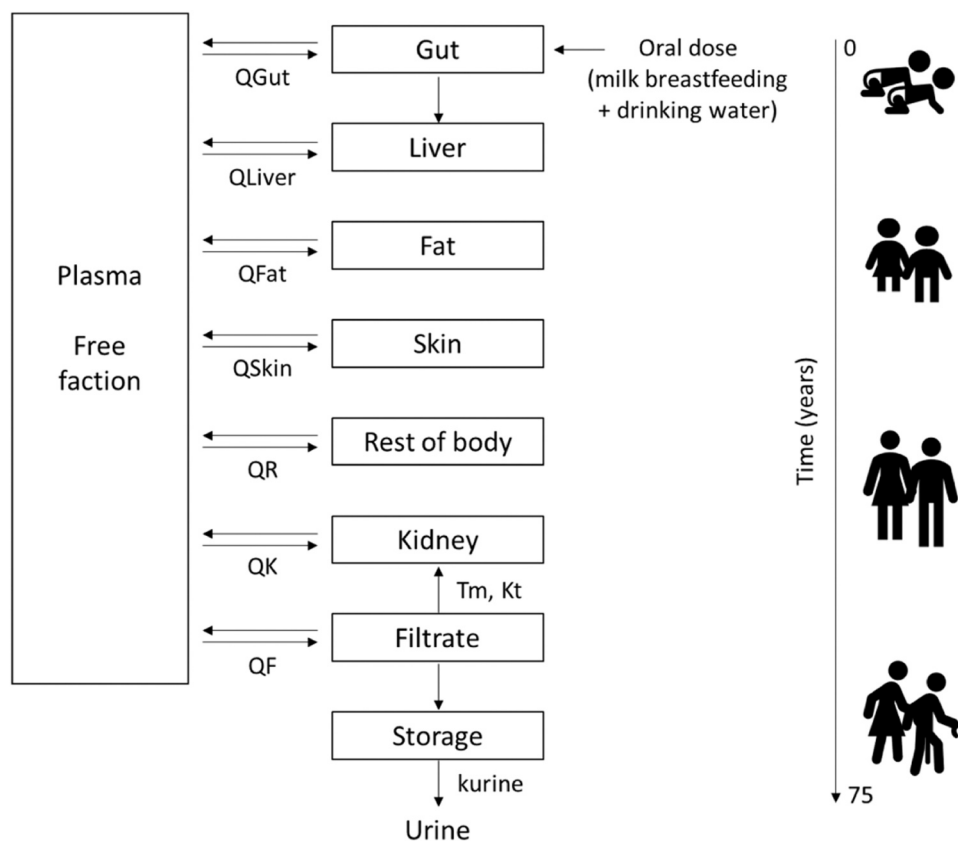 Gut
QGut
Oral dose
(milk breastfeeding
+ drinking water)
0
Liver
QLiver
Fat
QFat
Plasma
Free
faction
Skin
QSkin
Rest of body
QR
Time (years)
Kidney
QK
Tm, Kt
Filtrate
QF
Storage
kurine
75
Urine